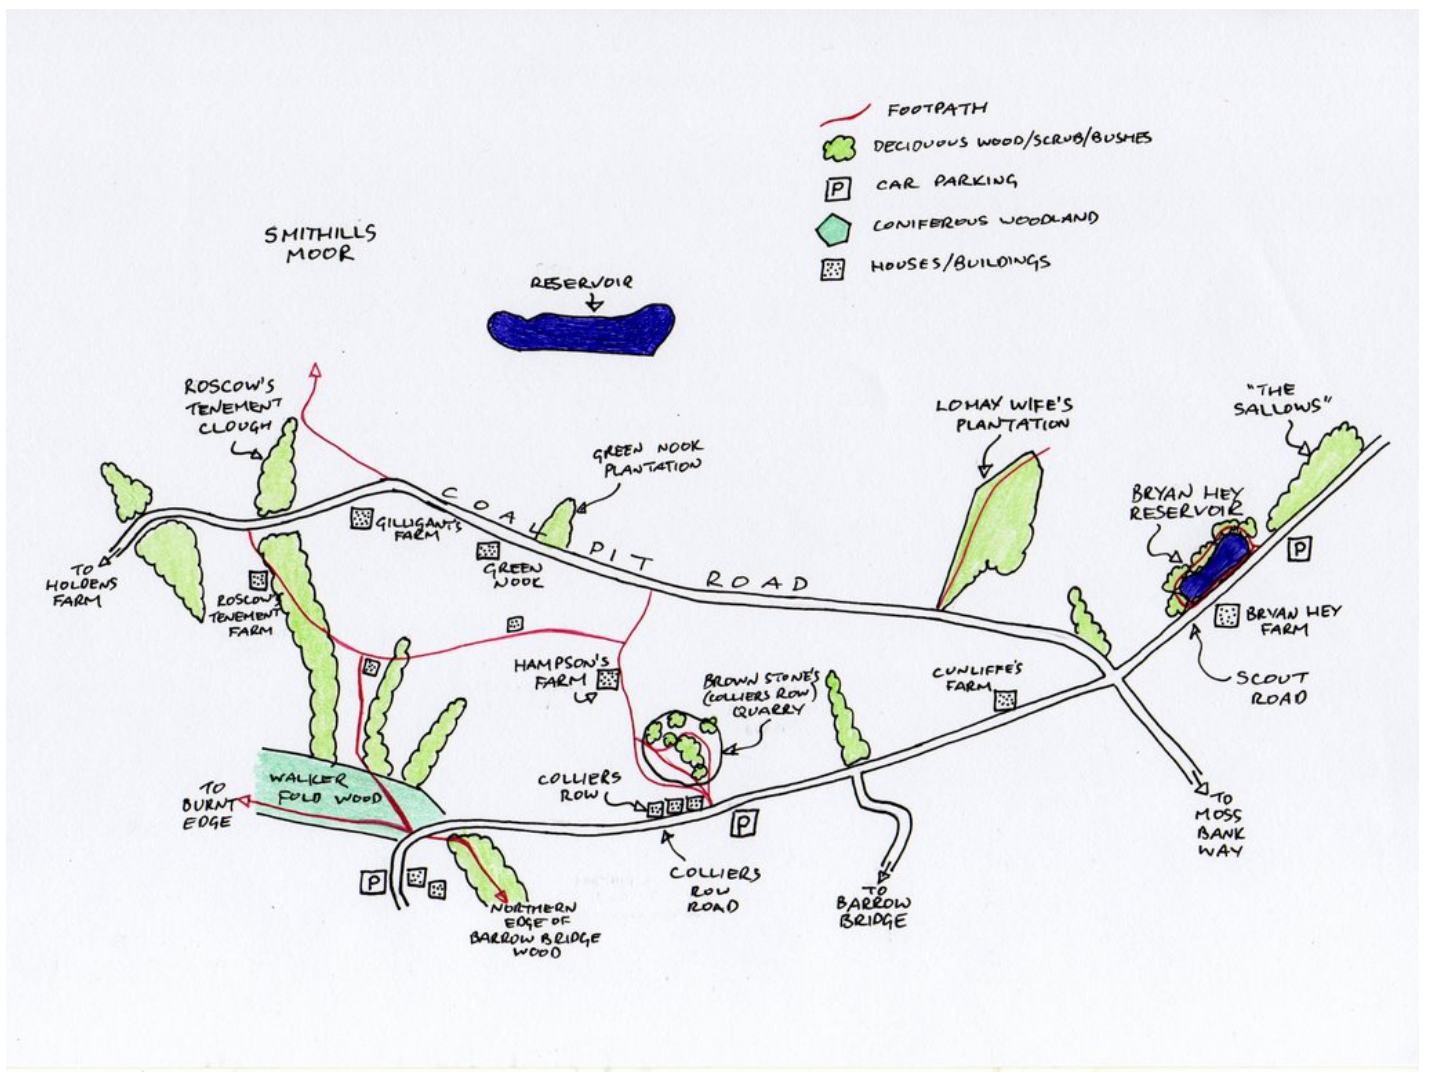 FOOTPATH
DECIDUOUS WOOD/SCRUB/BUSHES
P
CAR PARKING
CONIFEROUS WOODLAND
HOUSES/BUILDINGS
SMITHILLS
MOOR
RESERVOIR
ROSCOW'S
TENEMENT
CLOUGH
GREEN NOOK
PLANTATION
LOMAX WIFE'S
PLANTATION
"THE
SALLOWS"
BRYAN HEY
RESERVOIR
COAL PIT ROAD
GILLIGANT'S
FARM
GREEN
NOOK
TO
HOLDENS
FARM
ROSCOW'S
TENEMENT
FARM
P
BRYAN HEY
FARM
HAMPSON'S
FARM
BROWN STONE'S
(COLLIERS ROW)
QUARRY
CUNLIFFE'S
FARM
SCOUT
ROAD
WALKER
FOLD WOOD
TO
BURNT
EDGE
COLLIERS
ROW
P
TO
MOSS
BANK
WAY
P
COLLIERS
ROW
ROAD
TO
BARROW
BRIDGE
NORTHERN
EDGE OF
BARROW BRIDGE
WOOD